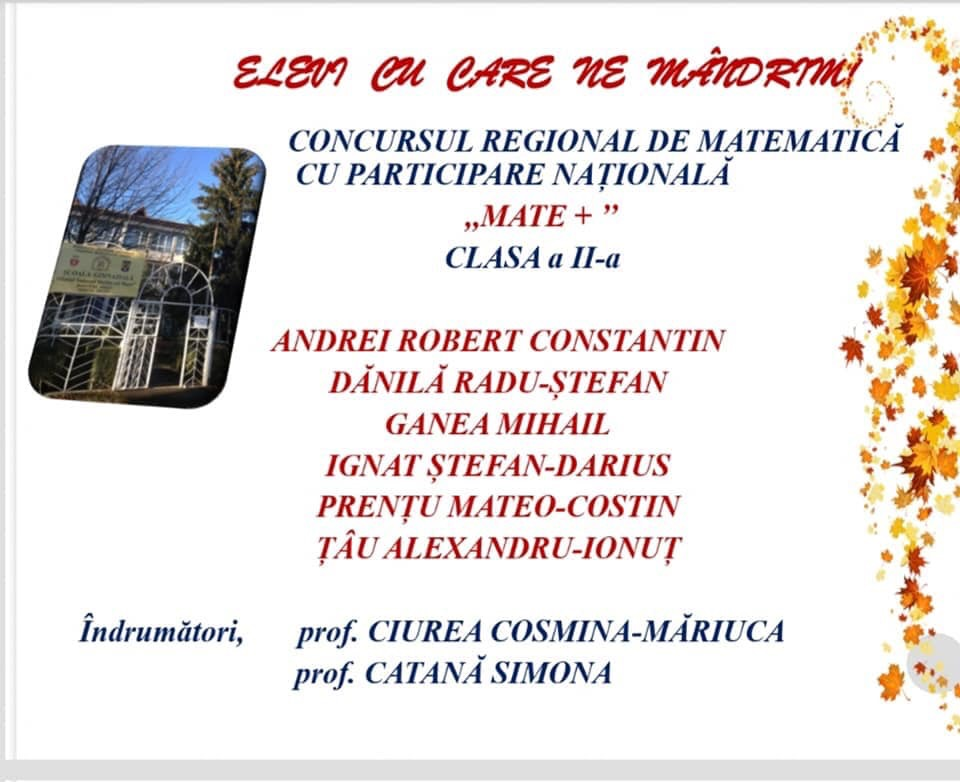 ELEVI CU CARE NE MÂNDRIM!
CONCURSUL REGIONAL DE MATEMATICĂ
CU PARTICIPARE NAȚIONALĂ
„MATE + ”
CLASA a II-a
ȘCOALA GIMNAZIALĂ
ANDREI ROBERT CONSTANTIN
DĂNILĂ RADU-ȘTEFAN
GANEA MIHAIL
IGNAT ȘTEFAN-DARIUS
PRENȚU MATEO-COSTIN
ȚÂU ALEXANDRU-IONUȚ
Îndrumători, prof. CIUREA COSMINA-MĂRIUCA
prof. CATANĂ SIMONA